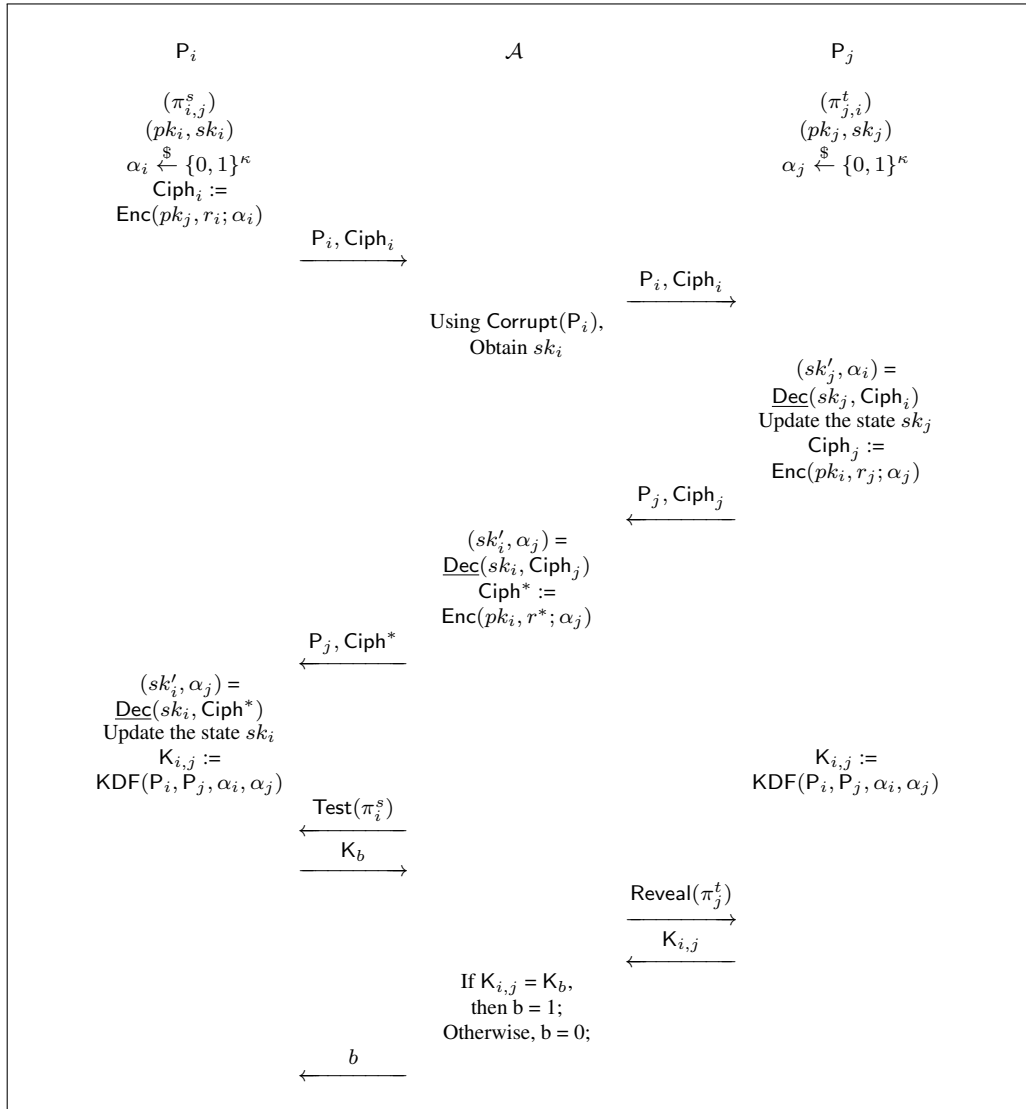 P_i 𝒜 P_j
(π^s_{i,j}) (π^t_{j,i})
(pk_i, sk_i) (pk_j, sk_j)
α_i ←$ {0, 1}^κ α_j ←$ {0, 1}^κ
Ciph_i :=
Enc(pk_j, r_i; α_i)
P_i, Ciph_i
P_i, Ciph_i
Using Corrupt(P_i),
Obtain sk_i
(sk'_j, α_i) =
Dec(sk_j, Ciph_i)
Update the state sk_j
Ciph_j :=
Enc(pk_i, r_j; α_j)
P_j, Ciph_j
(sk'_i, α_j) =
Dec(sk_i, Ciph_j)
Ciph* :=
Enc(pk_i, r*; α_j)
P_j, Ciph*
(sk'_i, α_j) =
Dec(sk_i, Ciph*)
Update the state sk_i
K_{i,j} := K_{i,j} :=
KDF(P_i, P_j, α_i, α_j) KDF(P_i, P_j, α_i, α_j)
Test(π^s_i)
K_b
Reveal(π^t_j)
K_{i,j}
If K_{i,j} = K_b,
then b = 1;
Otherwise, b = 0;
b